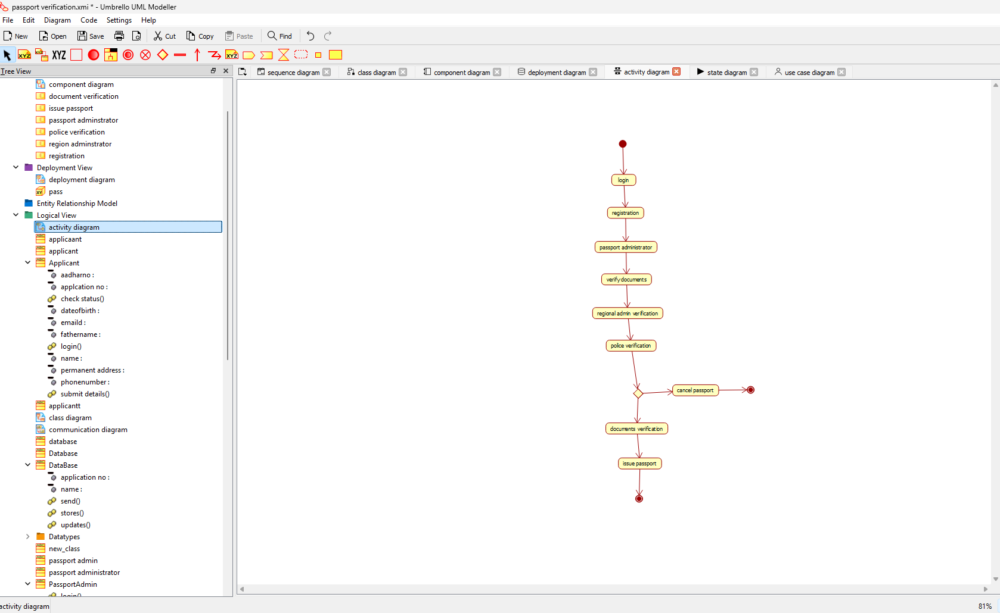 passport verification.xmi * - Umbrello UML Modeller
File Edit Diagram Code Settings Help
New Open Save Cut Copy Paste Find
XYZ XYZ XYZ XYZ
Tree View
sequence diagram class diagram component diagram deployment diagram activity diagram state diagram use case diagram
component diagram
document verification
issue passport
passport adminstrator
police verification
region adminstrator
registration
Deployment View
deployment diagram
pass
Entity Relationship Model
Logical View
activity diagram
applicaant
applicant
Applicant
aadharno :
applcation no :
check status()
dateofbirth :
emaild :
fathername :
login()
name :
permanent address :
phonenumber :
submit details()
applicantt
class diagram
communication diagram
database
Database
DataBase
application no :
name :
send()
stores()
updates()
Datatypes
new_class
passport admin
passport administrator
PassportAdmin
login()
login
registration
passport administrator
verify documents
regional admin verification
police verification
cancel passport
documents verification
issue passport
activity diagram
81%